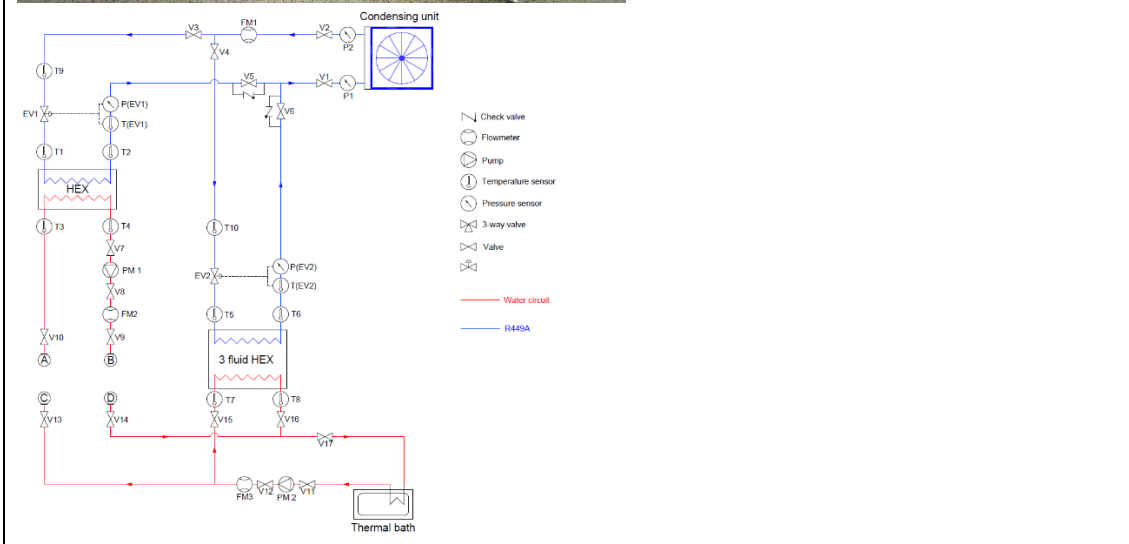 Condensing unit
V3
FM1
V2
P2
V4
T9
V5
V1
P1
P(EV1)
EV1
T(EV1)
V6
Check valve
Flowmeter
T1
T2
Pump
HEX
Temperature sensor
Pressure sensor
T3
T4
T10
3-way valve
V7
Valve
PM 1
P(EV2)
EV2
T(EV2)
V8
Water circuit
FM2
T5
T6
R449A
V10
V9
A
B
3 fluid HEX
C
D
T7
T8
V13
V14
V15
V16
V17
FM3
V12
PM 2
V11
Thermal bath